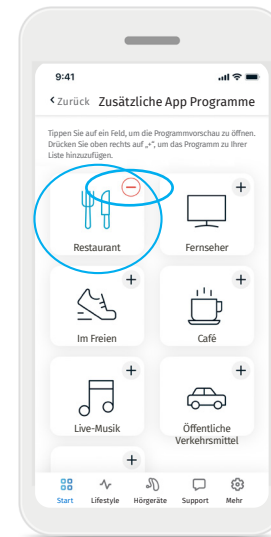 9:41
Zurück Zusätzliche App Programme
Tippen Sie auf ein Feld, um die Programmvorschau zu öffnen.
Drücken Sie oben rechts auf „+“, um das Programm zu Ihrer
Liste hinzuzufügen.
Restaurant
+
Fernseher
+
Im Freien
+
Café
+
Live-Musik
+
Öffentliche
Verkehrsmittel
+
Start Lifestyle Hörgeräte Support Mehr